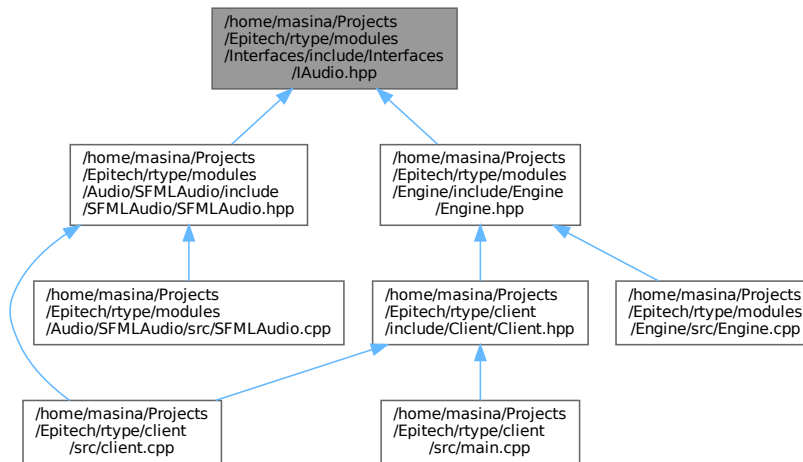 /home/masina/Projects
/Epitech/rtype/modules
/Interfaces/include/Interfaces
/IAudio.hpp
/home/masina/Projects
/Epitech/rtype/modules
/Audio/SFMLAudio/include
/SFMLAudio/SFMLAudio.hpp
/home/masina/Projects
/Epitech/rtype/modules
/Engine/include/Engine
/Engine.hpp
/home/masina/Projects
/Epitech/rtype/modules
/Audio/SFMLAudio/src/SFMLAudio.cpp
/home/masina/Projects
/Epitech/rtype/client
/include/Client/Client.hpp
/home/masina/Projects
/Epitech/rtype/modules
/Engine/src/Engine.cpp
/home/masina/Projects
/Epitech/rtype/client
/src/client.cpp
/home/masina/Projects
/Epitech/rtype/client
/src/main.cpp